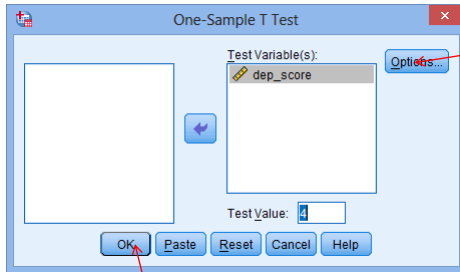 One-Sample T Test
Test Variable(s):
dep_score
Options...
Test Value: 4
OK Paste Reset Cancel Help